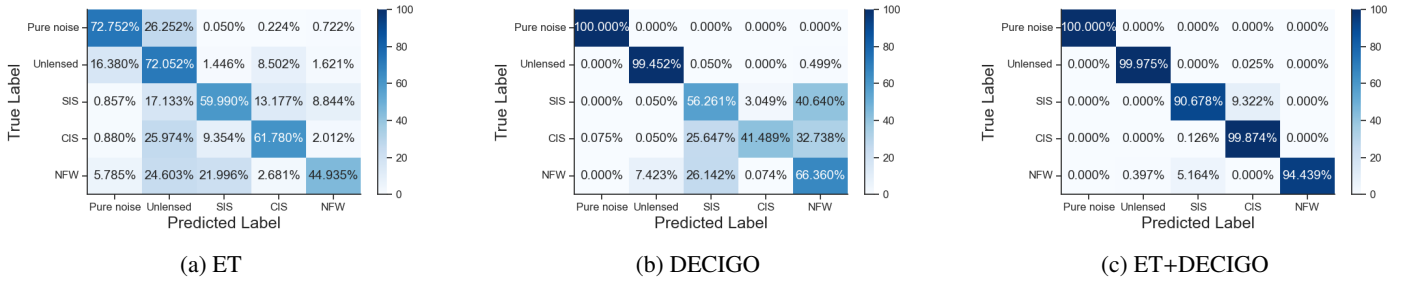 Pure noise 72.752% 26.252% 0.050% 0.224% 0.722%
Unlensed 16.380% 72.052% 1.446% 8.502% 1.621%
SIS 0.857% 17.133% 59.990% 13.177% 8.844%
CIS 0.880% 25.974% 9.354% 61.780% 2.012%
NFW 5.785% 24.603% 21.996% 2.681% 44.935%
Pure noise Unlensed SIS CIS NFW
True Label
Predicted Label
100
80
60
40
20
0
(a) ET
Pure noise 100.000% 0.000% 0.000% 0.000% 0.000%
Unlensed 0.000% 99.452% 0.050% 0.000% 0.499%
SIS 0.000% 0.050% 56.261% 3.049% 40.640%
CIS 0.075% 0.050% 25.647% 41.489% 32.738%
NFW 0.000% 7.423% 26.142% 0.074% 66.360%
Pure noise Unlensed SIS CIS NFW
True Label
Predicted Label
100
80
60
40
20
0
(b) DECIGO
Pure noise 100.000% 0.000% 0.000% 0.000% 0.000%
Unlensed 0.000% 99.975% 0.000% 0.025% 0.000%
SIS 0.000% 0.000% 90.678% 9.322% 0.000%
CIS 0.000% 0.000% 0.126% 99.874% 0.000%
NFW 0.000% 0.397% 5.164% 0.000% 94.439%
Pure noise Unlensed SIS CIS NFW
True Label
Predicted Label
100
80
60
40
20
0
(c) ET+DECIGO